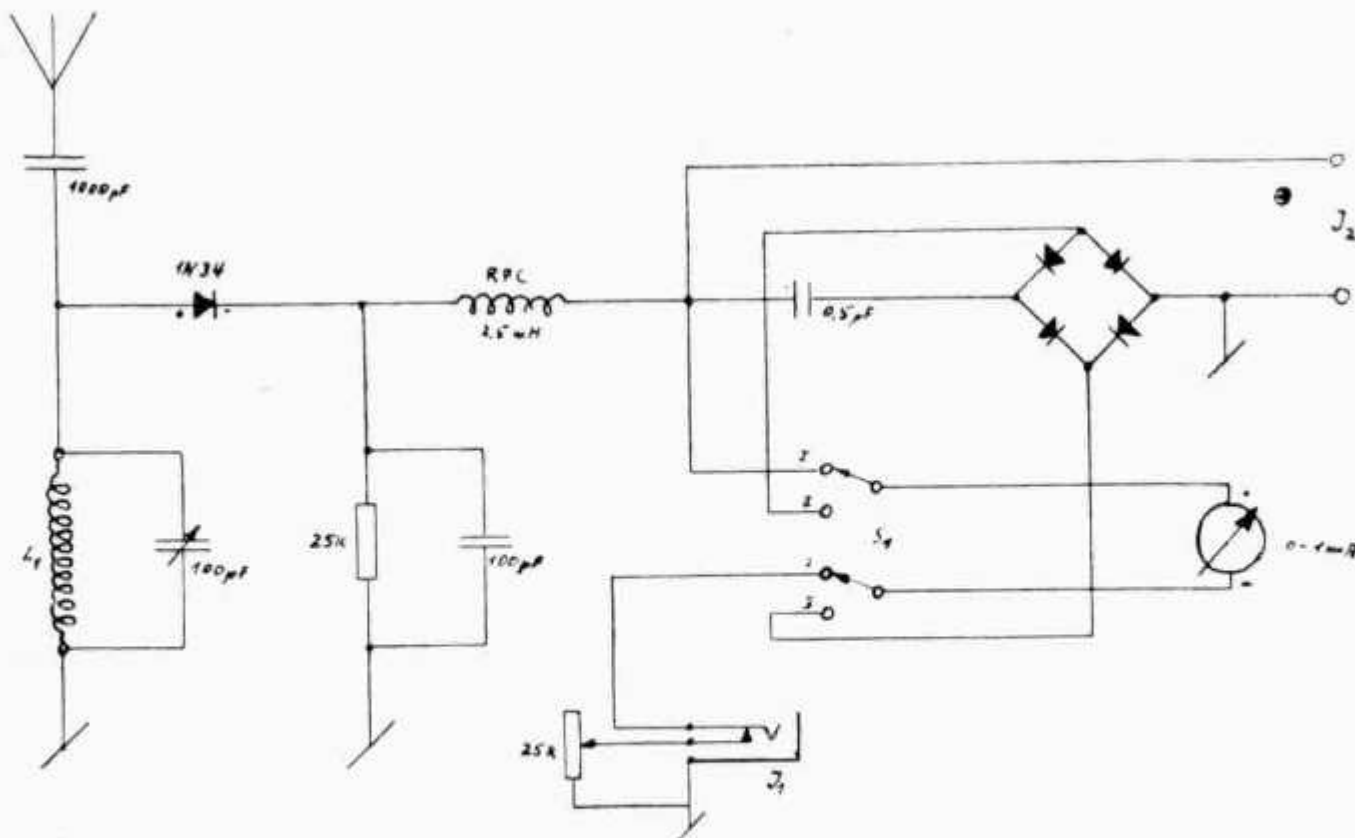 1000pF
1N34
+
-
RFC
2,5mH
0,5µF
J2
L1
100pF
25k
100pF
S1
+
0-1mA
-
25k
J1